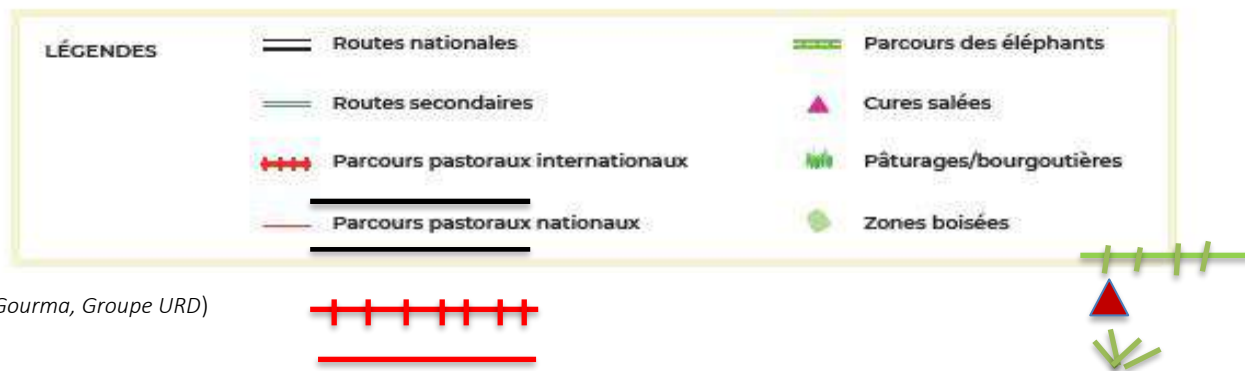 LÉGENDES
Routes nationales
Routes secondaires
Parcours pastoraux internationaux
Parcours pastoraux nationaux
Parcours des éléphants
Cures salées
Pâturages/bourgoutières
Zones boisées
Gourma, Groupe URD)